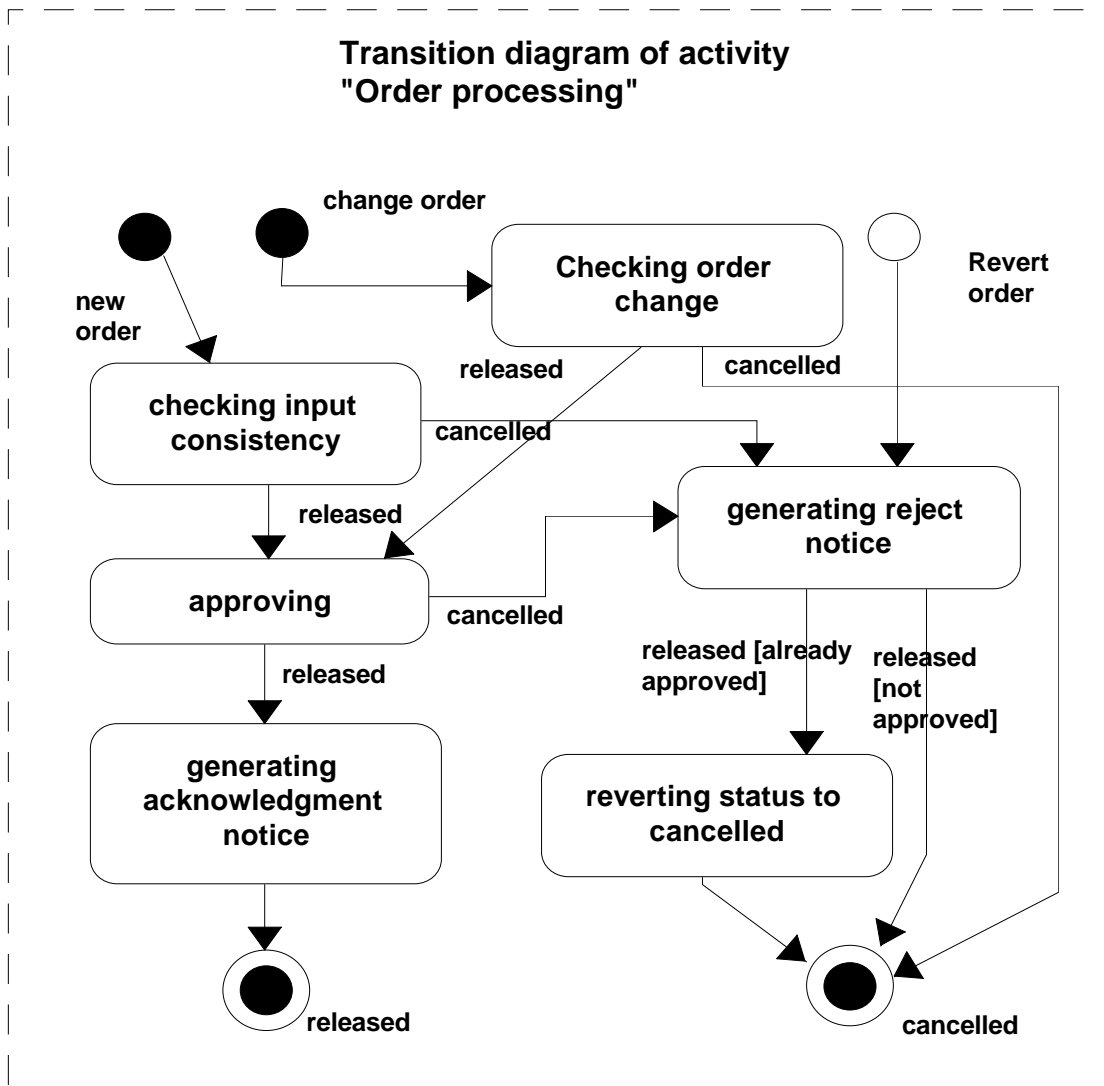 Transition diagram of activity
"Order processing"
change order
Checking order
change
Revert
order
new
order
released
cancelled
checking input
consistency
cancelled
generating reject
notice
released
approving
cancelled
released [already
approved]
released
[not
approved]
released
generating
acknowledgment
notice
reverting status to
cancelled
released
cancelled